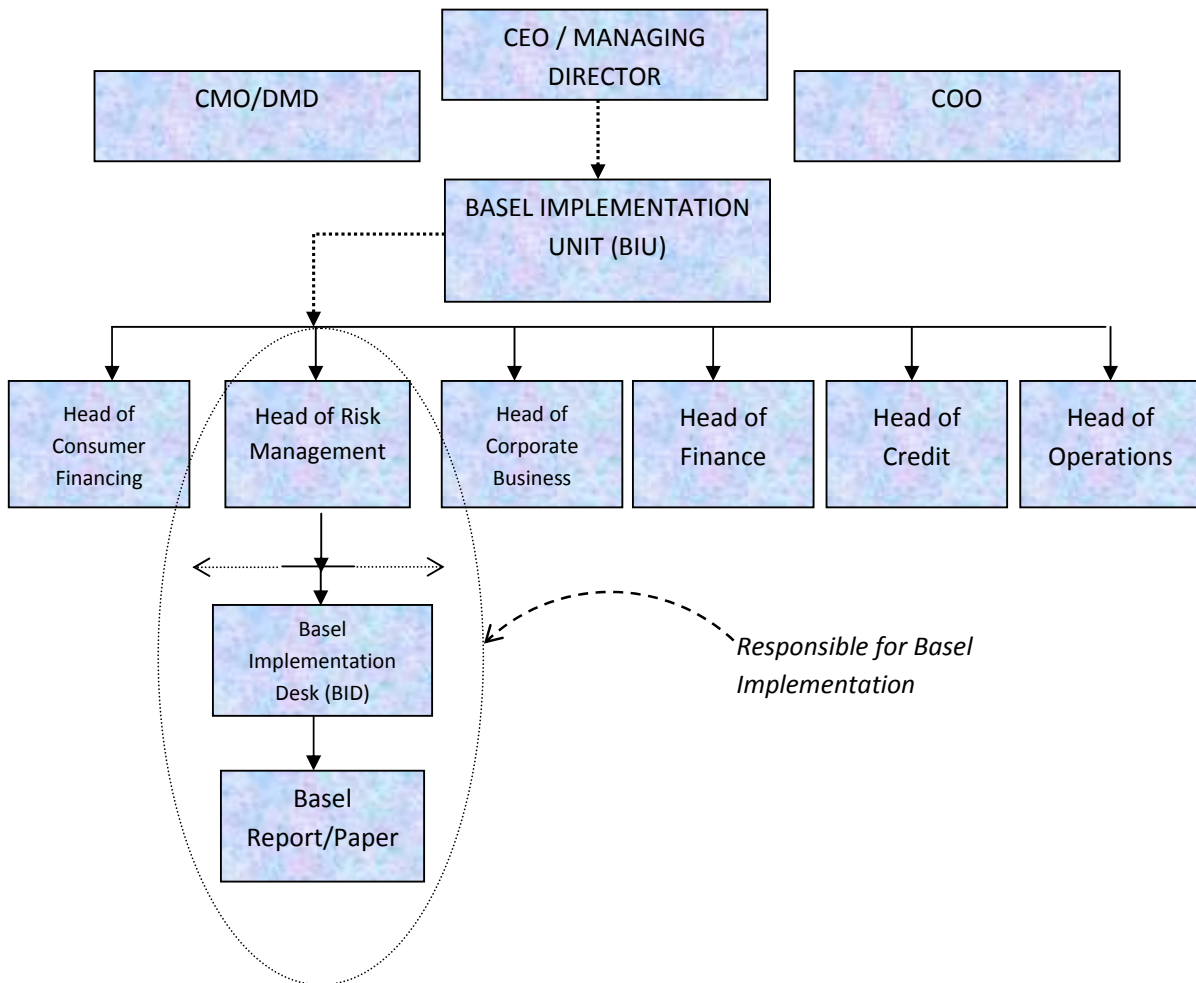 CEO / MANAGING
DIRECTOR
CMO/DMD
COO
BASEL IMPLEMENTATION
UNIT (BIU)
Head of
Consumer
Financing
Head of Risk
Management
Head of
Corporate
Business
Head of
Finance
Head of
Credit
Head of
Operations
Basel
Implementation
Desk (BID)
Responsible for Basel
Implementation
Basel
Report/Paper